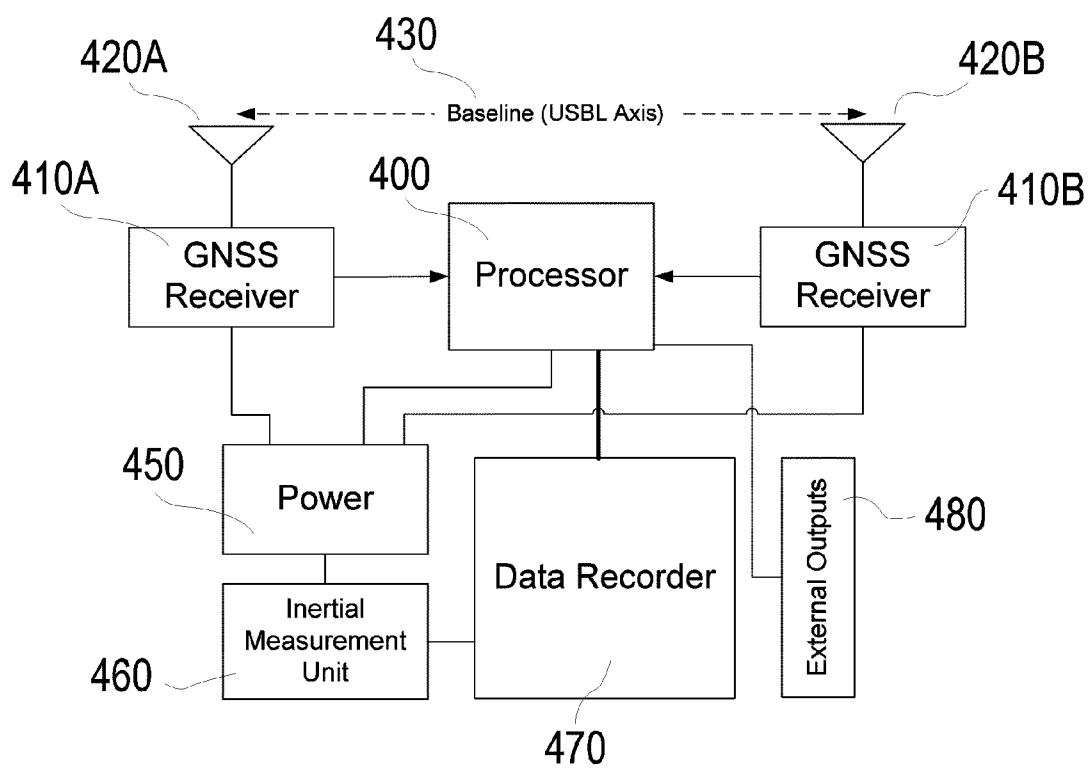 430
420A
420B
Baseline (USBL Axis)
410A
400
410B
GNSS
Receiver
Processor
GNSS
Receiver
450
Power
480
External Outputs
Data Recorder
Inertial
Measurement
Unit
460
470